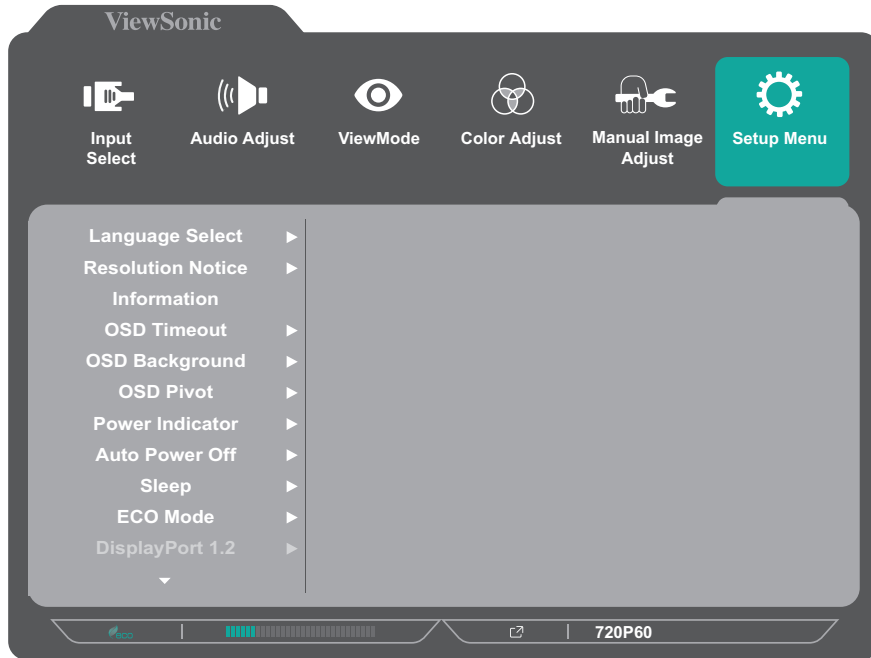 ViewSonic
Input
Select
Audio Adjust
ViewMode
Color Adjust
Manual Image
Adjust
Setup Menu
Language Select
Resolution Notice
Information
OSD Timeout
OSD Background
OSD Pivot
Power Indicator
Auto Power Off
Sleep
ECO Mode
DisplayPort 1.2
eco
720P60